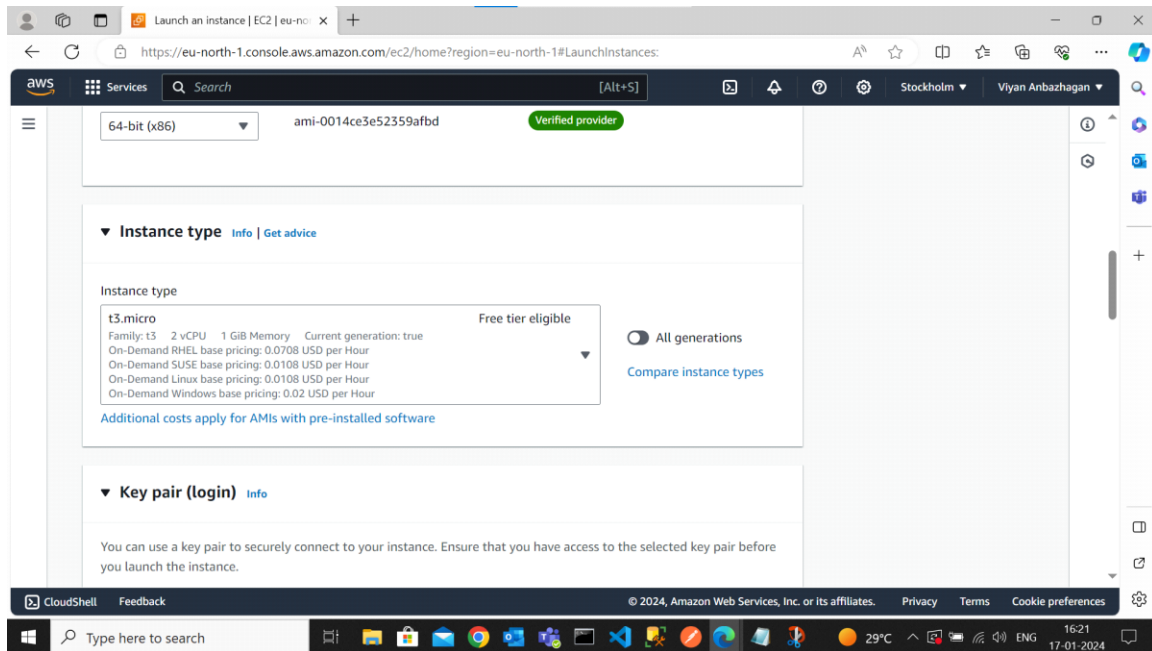 Launch an instance | EC2 | eu-no
https://eu-north-1.console.aws.amazon.com/ec2/home?region=eu-north-1#LaunchInstances:
aws
Services
Search
[Alt+S]
Stockholm ▼
Viyan Anbazhagan ▼
64-bit (x86)
ami-0014ce3e52359afbd
Verified provider
▼ Instance type Info | Get advice
Instance type
t3.micro
Free tier eligible
Family: t3 2 vCPU 1 GiB Memory Current generation: true
On-Demand RHEL base pricing: 0.0708 USD per Hour
On-Demand SUSE base pricing: 0.0108 USD per Hour
On-Demand Linux base pricing: 0.0108 USD per Hour
On-Demand Windows base pricing: 0.02 USD per Hour
All generations
Compare instance types
Additional costs apply for AMIs with pre-installed software
▼ Key pair (login) Info
You can use a key pair to securely connect to your instance. Ensure that you have access to the selected key pair before
you launch the instance.
CloudShell
Feedback
© 2024, Amazon Web Services, Inc. or its affiliates.
Privacy
Terms
Cookie preferences
Type here to search
29°C
ENG
16:21
17-01-2024